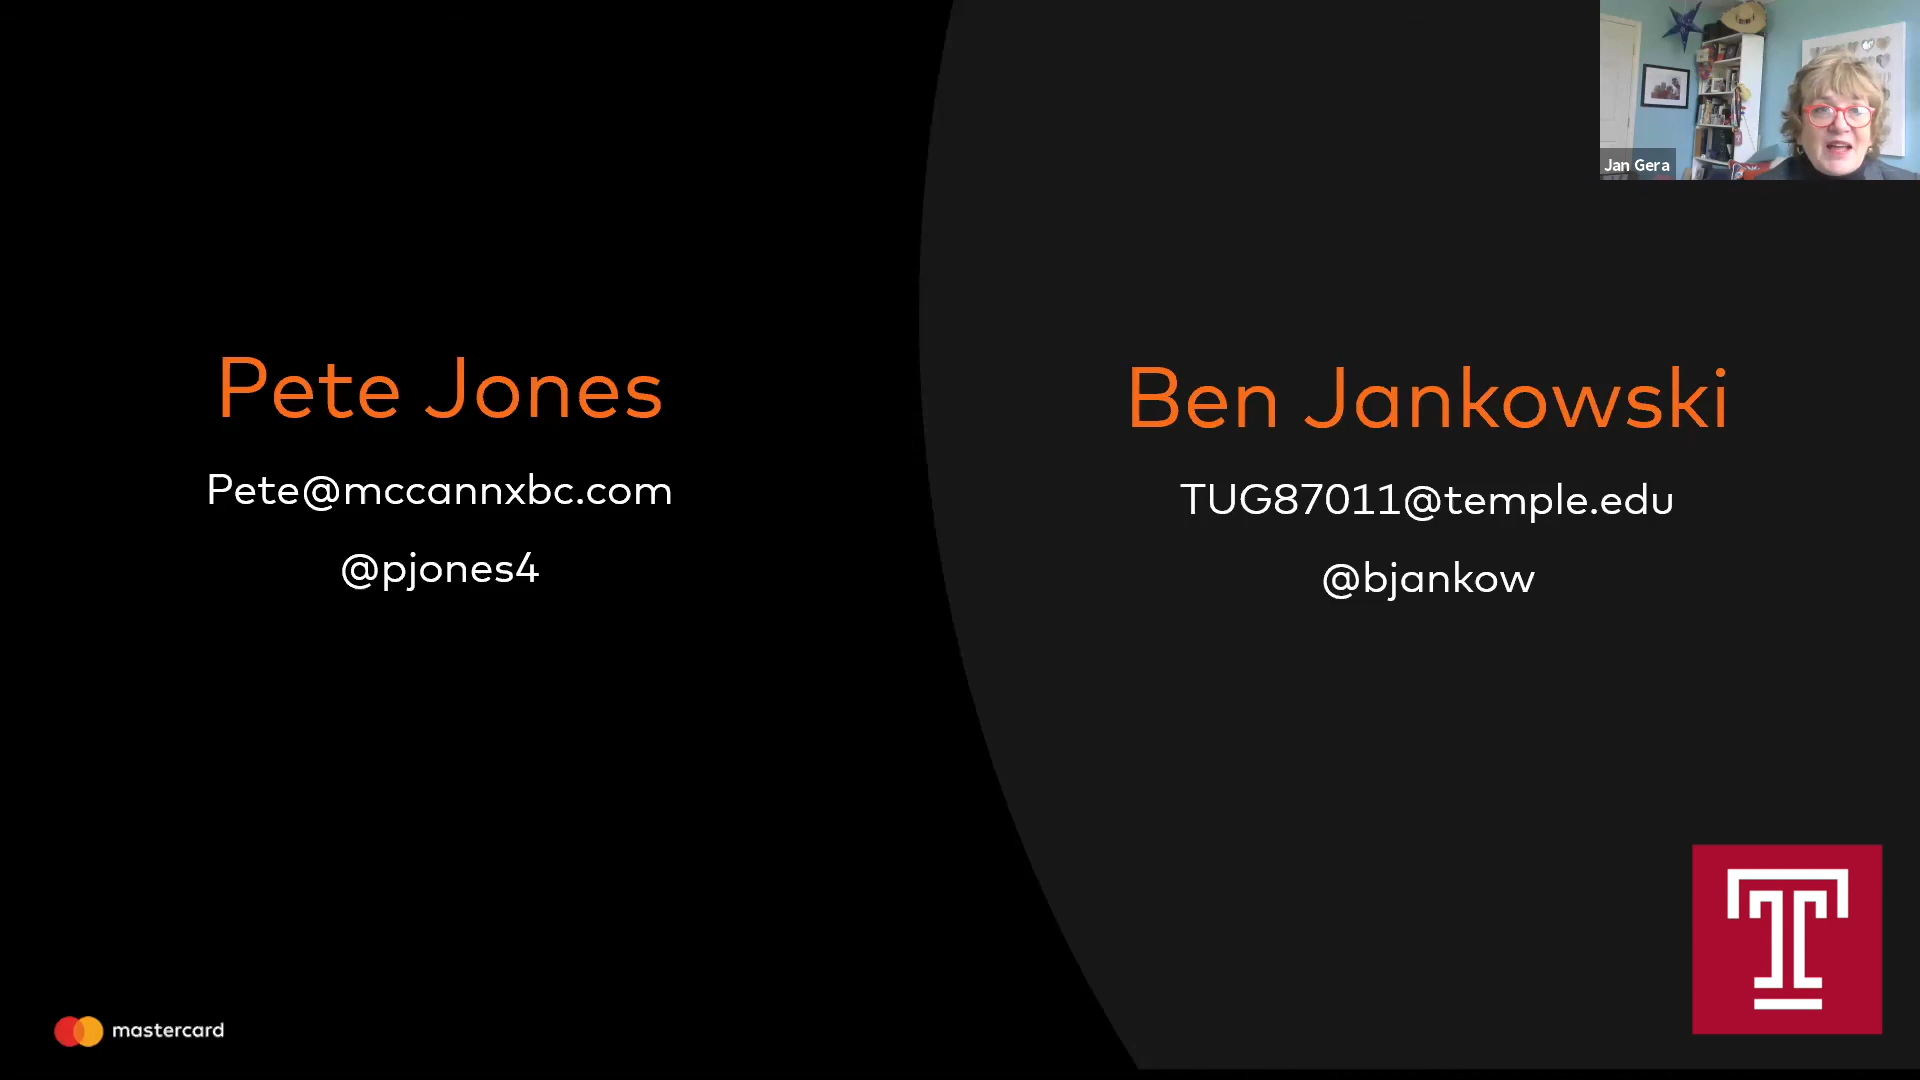 Pete Jones
Pete@mccannxbc.com
@pjones4
Ben Jankowski
TUG87011@temple.edu
@bjankow
Jan Gera
mastercard
T